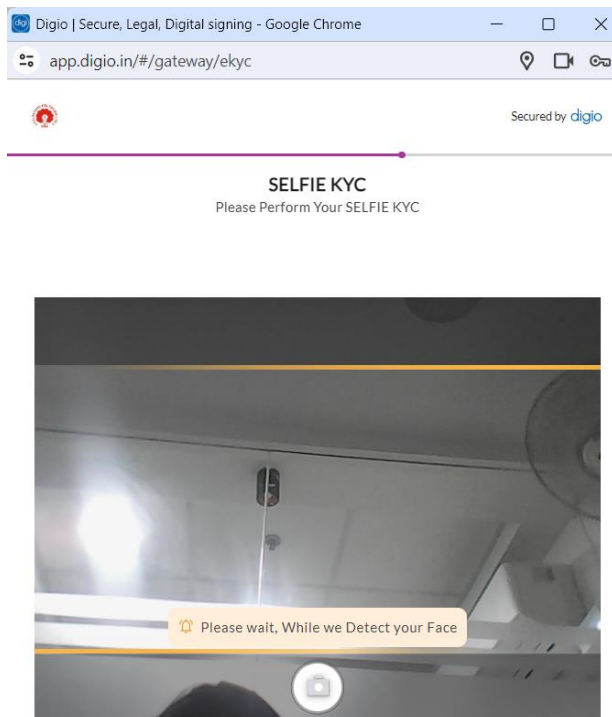 Digio | Secure, Legal, Digital signing - Google Chrome
app.digio.in/#/gateway/ekyc
Secured by digio
SELFIE KYC
Please Perform Your SELFIE KYC
Please wait, While we Detect your Face